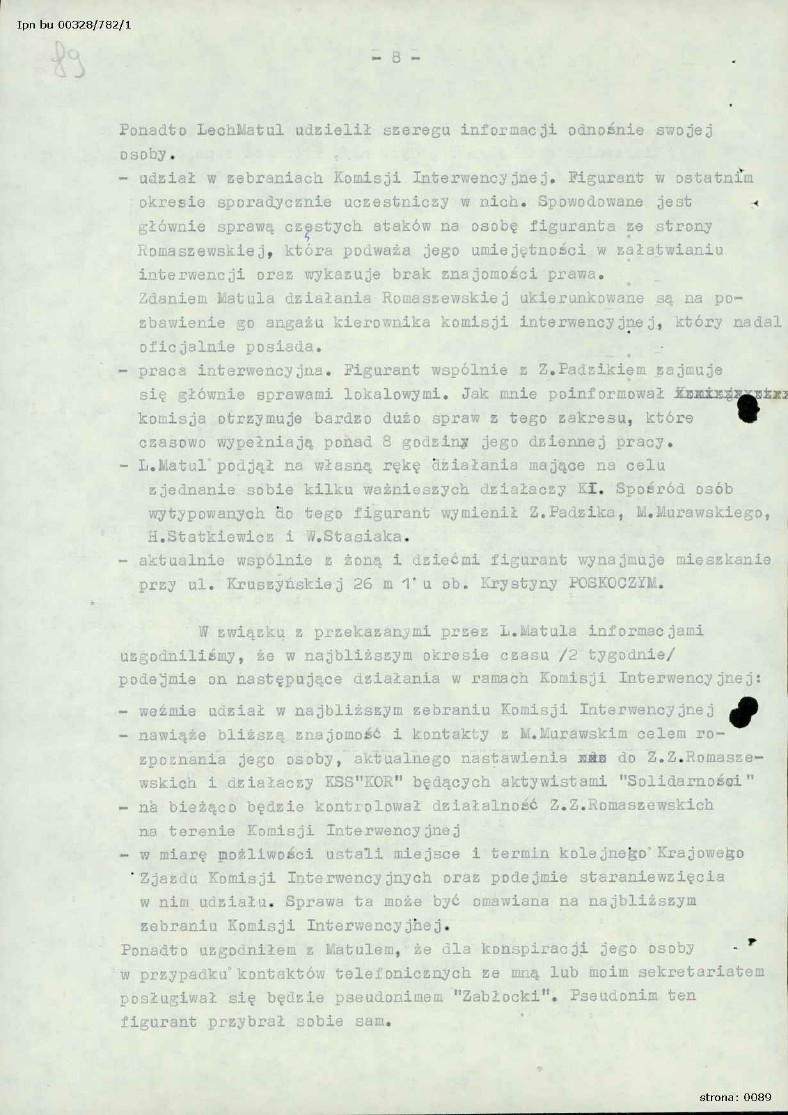 Ipn bu 00328/782/1
89
- 8 -
Ponadto LechMatul udzielił szeregu informacji odnośnie swojej
osoby.
- udział w zebraniach Komisji Interwencyjnej. Figurant w ostatnim
okresie sporadycznie uczestniczy w nich. Spowodowane jest
głównie sprawą częstych ataków na osobę figuranta ze strony
Romaszewskiej, która podważa jego umiejętności w załatwianiu
interwencji oraz wykazuje brak znajomości prawa.
Zdaniem Matula działania Romaszewskiej ukierunkowane są na po-
zbawienie go angażu kierownika komisji interwencyjnej, który nadal
oficjalnie posiada.
- praca interwencyjna. Figurant wspólnie z Z.Padzikiem zajmuje
się głównie sprawami lokalowymi. Jak mnie poinformował
komisja otrzymuje bardzo dużo spraw z tego zakresu, które
czasowo wypełniają ponad 8 godziny jego dziennej pracy.
- L.Matul podjął na własną rękę działania mające na celu
zjednanie sobie kilku ważnieszych działaczy KI. Spośród osób
wytypowanych do tego figurant wymienił Z.Padzika, M.Murawskiego,
H.Statkiewicz i W.Stasiaka.
- aktualnie wspólnie z żoną i dziećmi figurant wynajmuje mieszkanie
przy ul. Kruszyńskiej 26 m 1 u ob. Krystyny POSKOCZYM.
W związku z przekazanymi przez L.Matula informacjami
uzgodniliśmy, że w najbliższym okresie czasu /2 tygodnie/
podejmie on następujące działania w ramach Komisji Interwencyjnej:
- weźmie udział w najbliższym zebraniu Komisji Interwencyjnej
- nawiąże bliższą znajomość i kontakty z M.Murawskim celem ro-
zpoznania jego osoby, aktualnego nastawienia do Z.Z.Romasze-
wskich i działaczy KSS"KOR" będących aktywistami "Solidarności"
- na bieżąco będzie kontrolował działalność Z.Z.Romaszewskich
na terenie Komisji Interwencyjnej
- w miarę możliwości ustali miejsce i termin kolejnego Krajowego
Zjazdu Komisji Interwencyjnych oraz podejmie staraniewzięcia
w nim udziału. Sprawa ta może być omawiana na najbliższym
zebraniu Komisji Interwencyjnej.
Ponadto uzgodniłem z Matulem, że dla konspiracji jego osoby
w przypadku kontaktów telefonicznych ze mną lub moim sekretariatem
posługiwał się będzie pseudonimem "Zabłocki". Pseudonim ten
figurant przybrał sobie sam.
strona: 0089